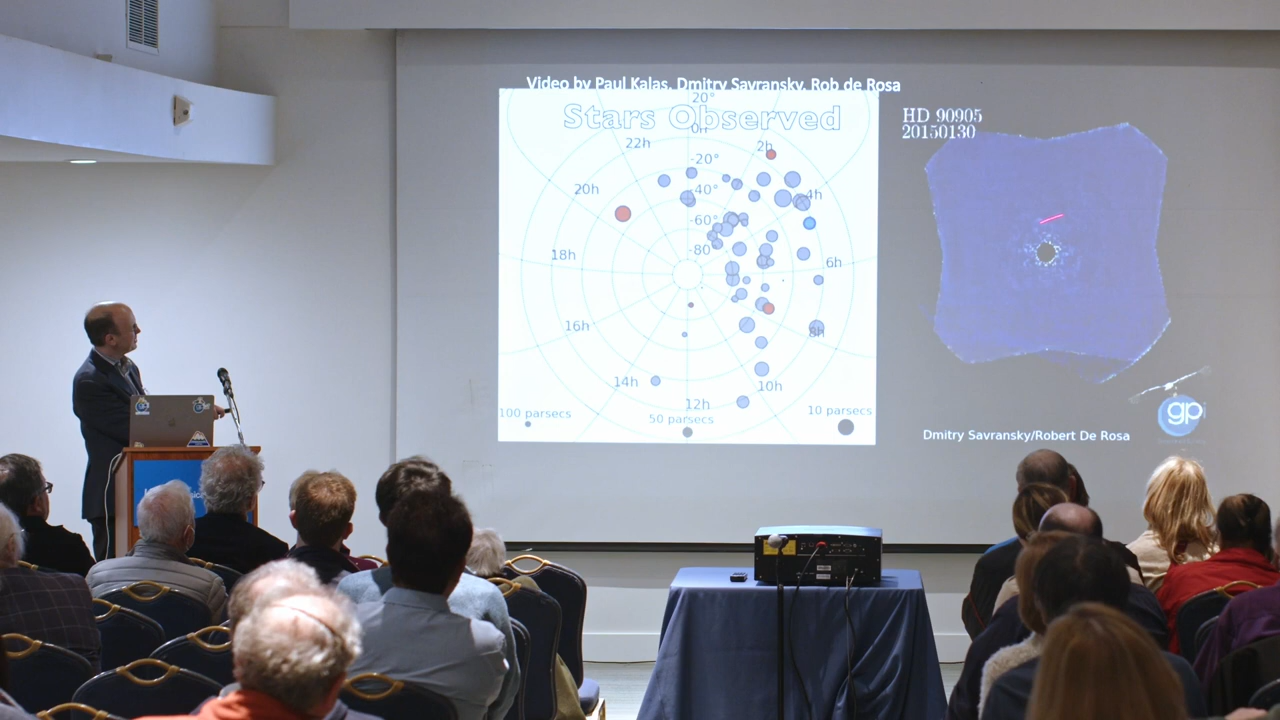 Video by Paul Kalas, Dmitry Savransky, Rob de Rosa
Stars Observed
20°
0h
22h
2h
-20°
20h
-40°
4h
-60°
-80
18h
6h
16h
8h
14h
10h
12h
100 parsecs
50 parsecs
10 parsecs
HD 90905
20150130
gpi
Dmitry Savransky/Robert De Rosa